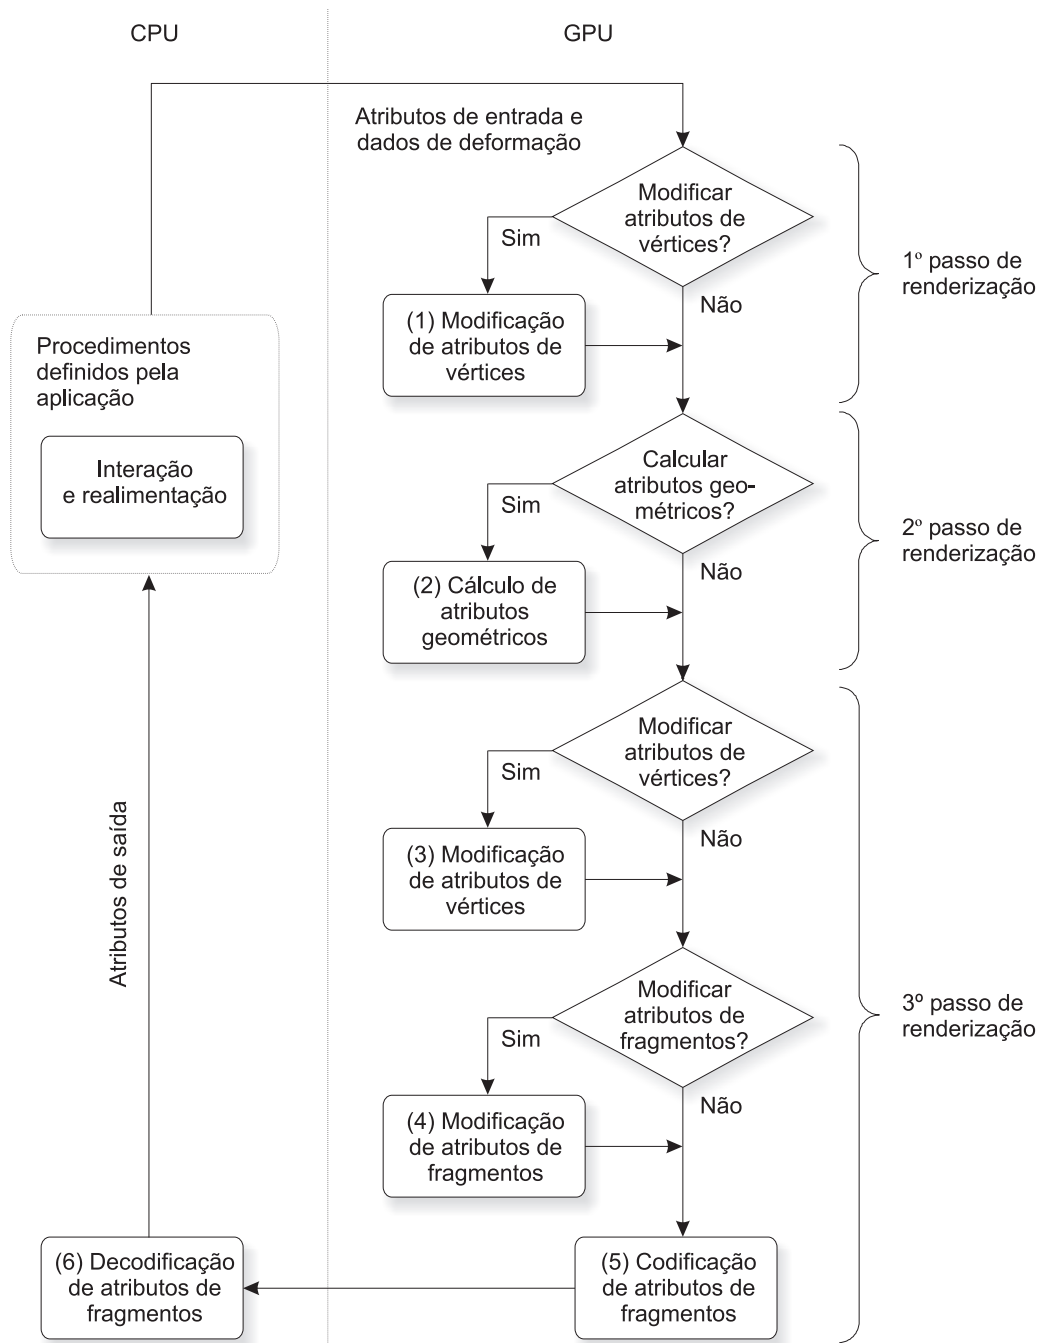 CPU
GPU
Atributos de entrada e
dados de deformação
Modificar
atributos de
vértices?
Sim
Não
1º passo de
renderização
(1) Modificação
de atributos de
vértices
Procedimentos
definidos pela
aplicação
Interação
e realimentação
Calcular
atributos geo-
métricos?
Sim
Não
2º passo de
renderização
(2) Cálculo de
atributos
geométricos
Modificar
atributos de
vértices?
Sim
Não
(3) Modificação
de atributos de
vértices
Atributos de saída
Modificar
atributos de
fragmentos?
Sim
Não
3º passo de
renderização
(4) Modificação
de atributos de
fragmentos
(5) Codificação
de atributos de
fragmentos
(6) Decodificação
de atributos de
fragmentos